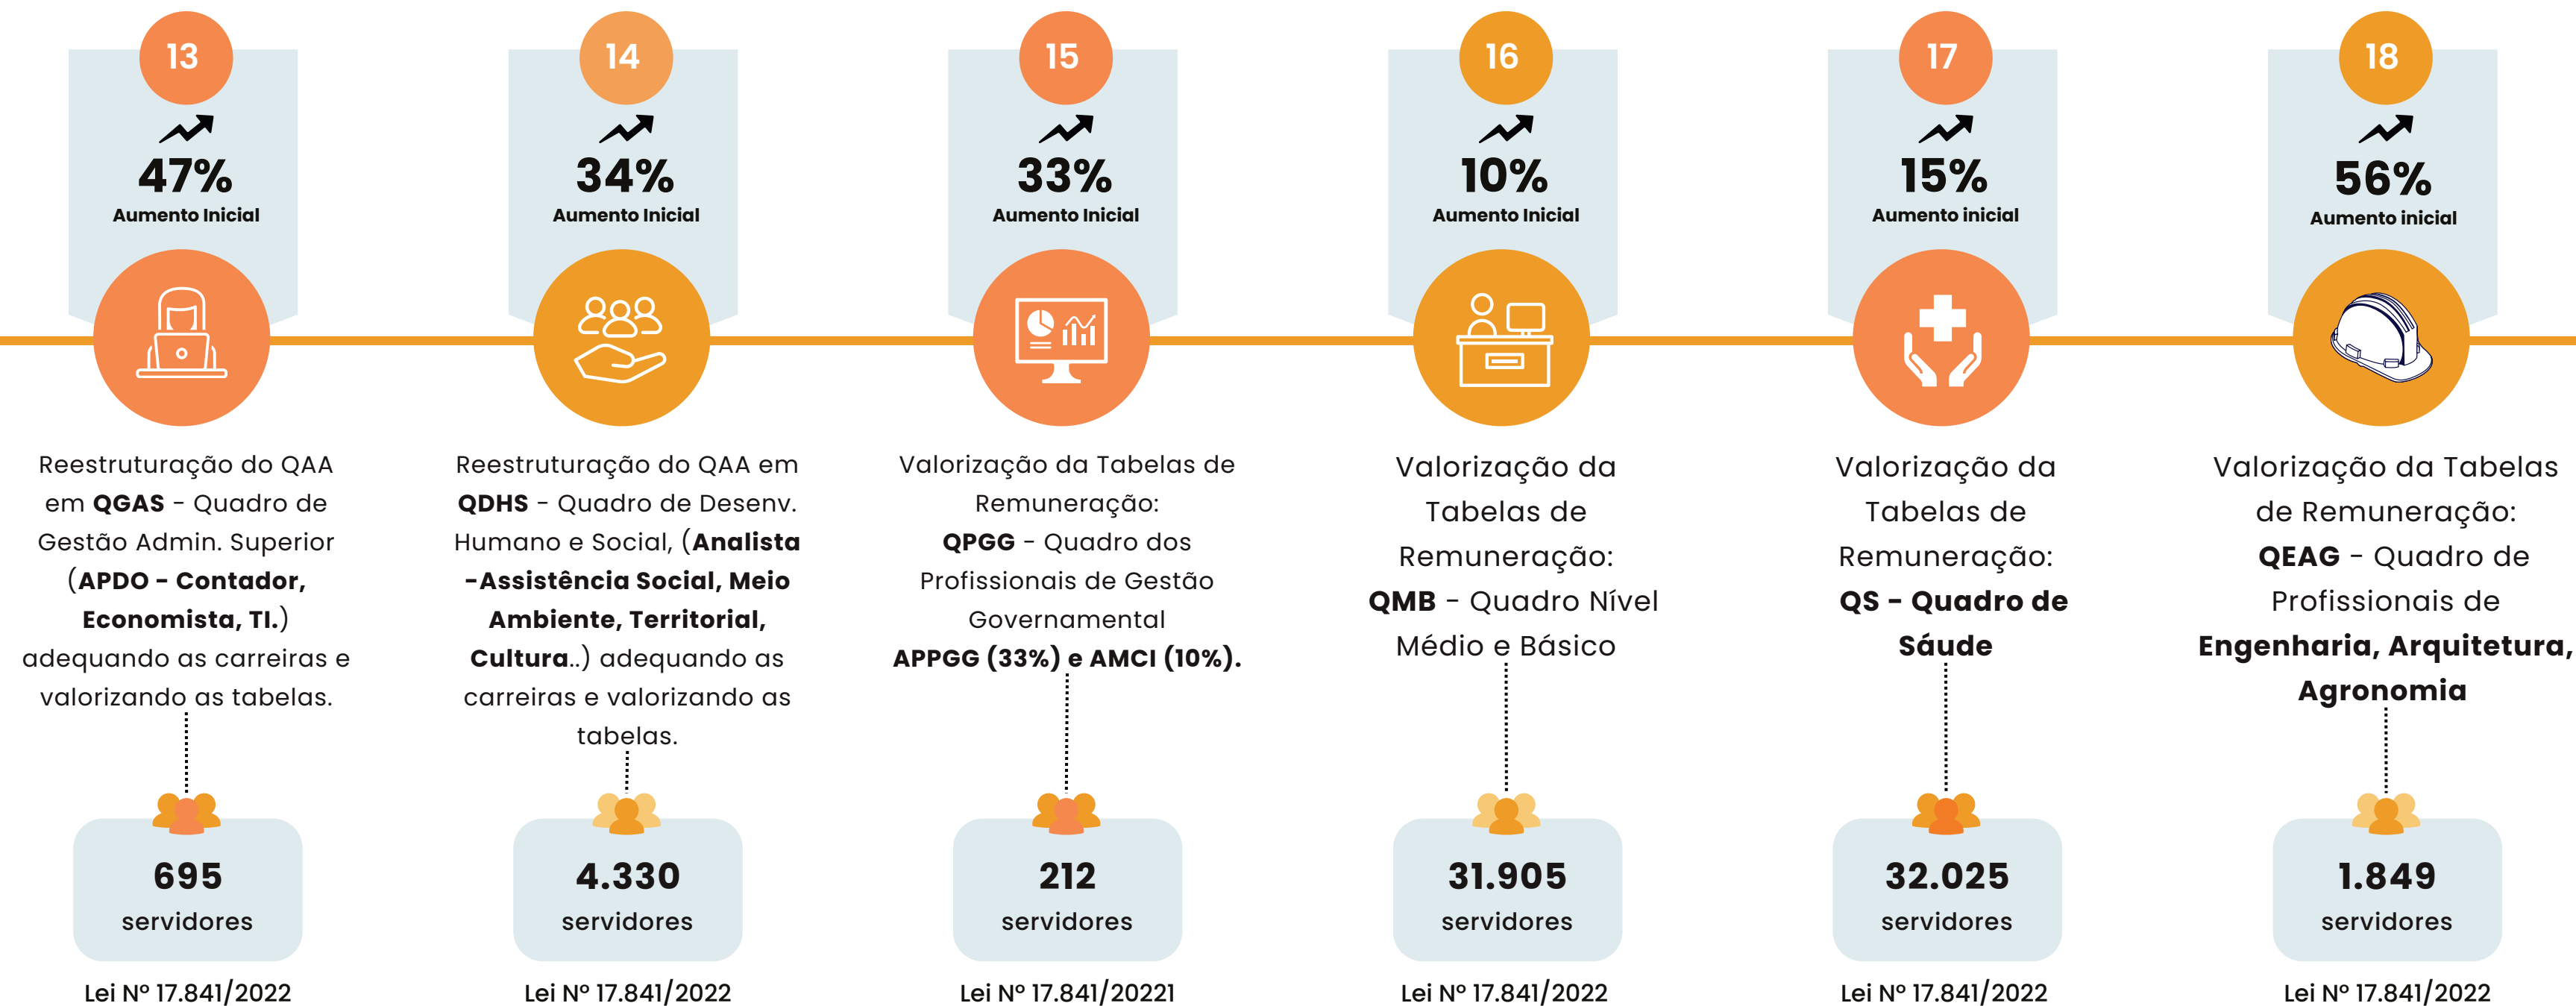 13
47%
Aumento Inicial
Reestruturação do QAA
em QGAS - Quadro de
Gestão Admin. Superior
(APDO - Contador,
Economista, TI.)
adequando as carreiras e
valorizando as tabelas.
695
servidores
Lei Nº 17.841/2022
14
34%
Aumento Inicial
Reestruturação do QAA em
QDHS - Quadro de Desenv.
Humano e Social, (Analista
-Assistência Social, Meio
Ambiente, Territorial,
Cultura..) adequando as
carreiras e valorizando as
tabelas.
4.330
servidores
Lei Nº 17.841/2022
15
33%
Aumento Inicial
Valorização da Tabelas de
Remuneração:
QPGG - Quadro dos
Profissionais de Gestão
Governamental
APPGG (33%) e AMCI (10%).
212
servidores
Lei Nº 17.841/20221
16
10%
Aumento Inicial
Valorização da
Tabelas de
Remuneração:
QMB - Quadro Nível
Médio e Básico
31.905
servidores
Lei Nº 17.841/2022
17
15%
Aumento inicial
Valorização da
Tabelas de
Remuneração:
QS - Quadro de
Sáude
32.025
servidores
Lei Nº 17.841/2022
18
56%
Aumento inicial
Valorização da Tabelas
de Remuneração:
QEAG - Quadro de
Profissionais de
Engenharia, Arquitetura,
Agronomia
1.849
servidores
Lei Nº 17.841/2022